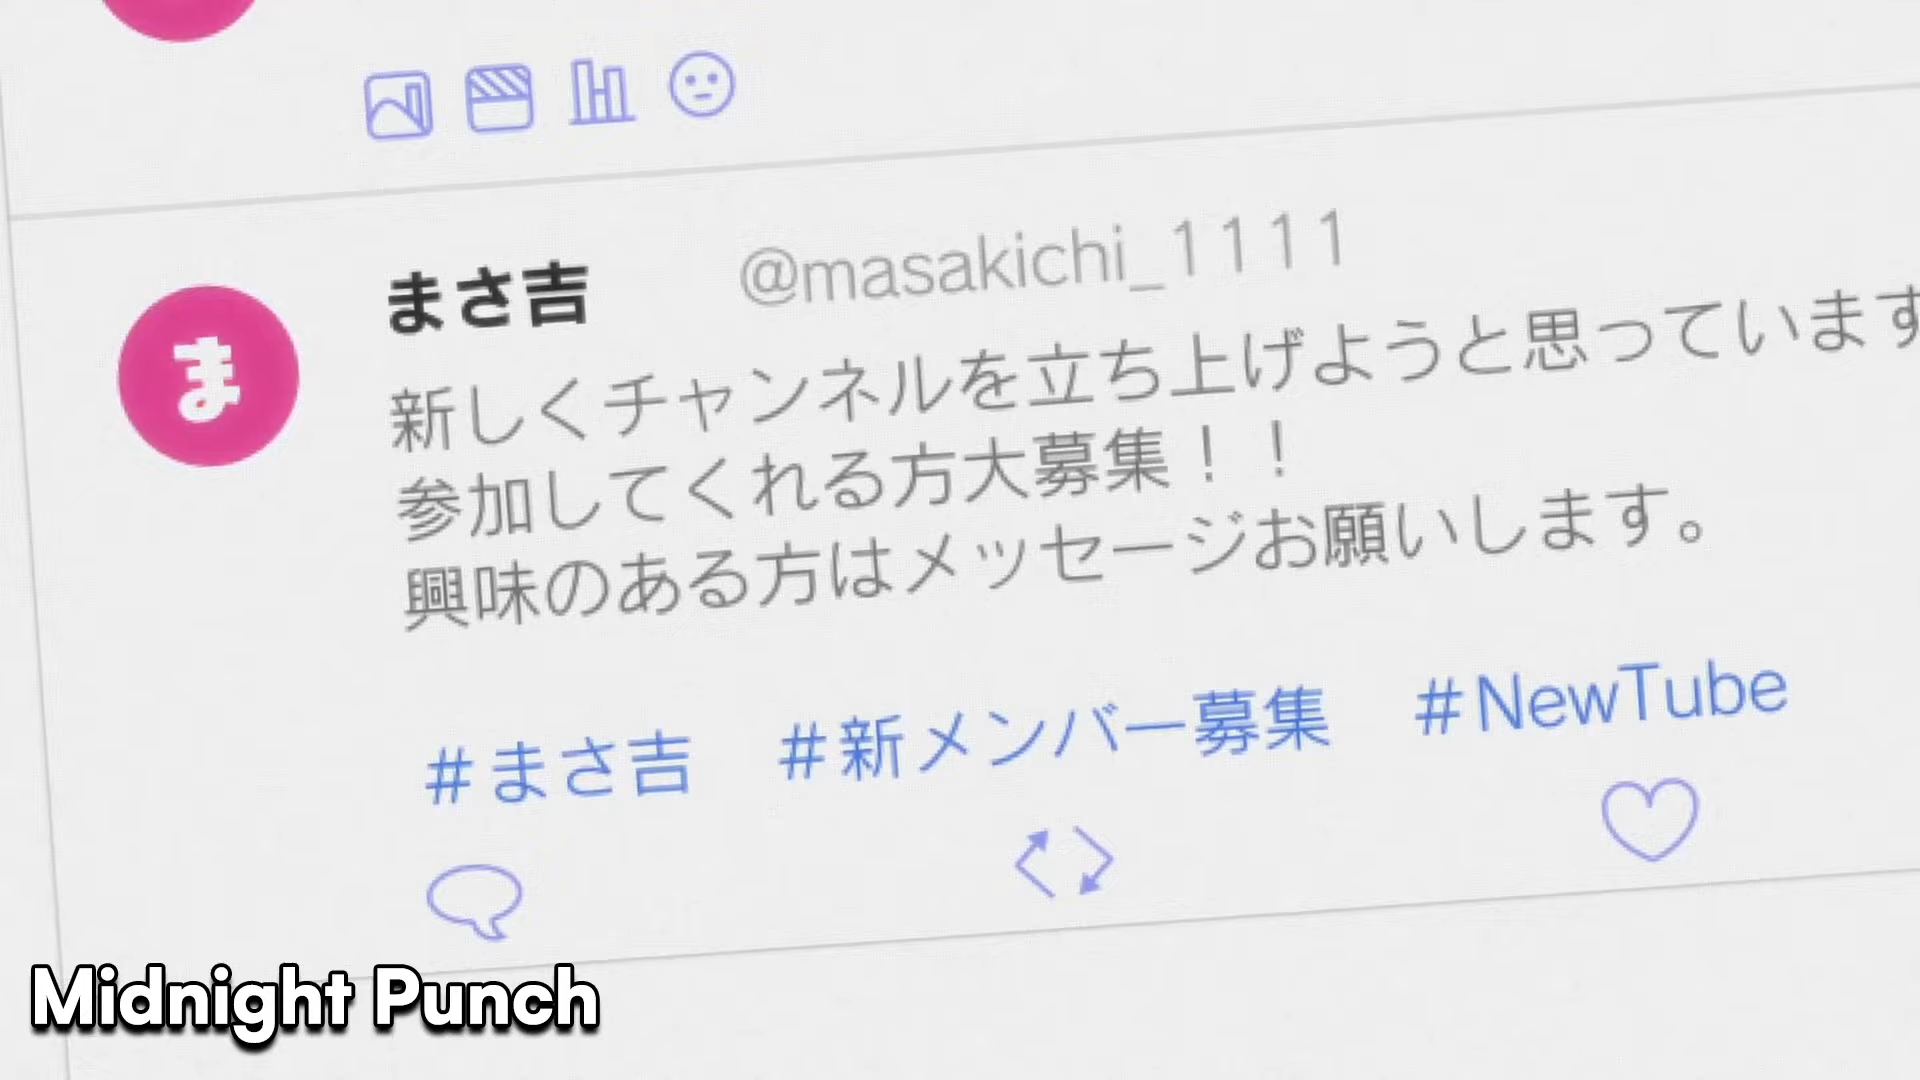 まさ吉 @masakichi_1111
ま
新しくチャンネルを立ち上げようと思っています
参加してくれる方大募集！！
興味のある方はメッセージお願いします。
#まさ吉 #新メンバー募集 #NewTube
Midnight Punch